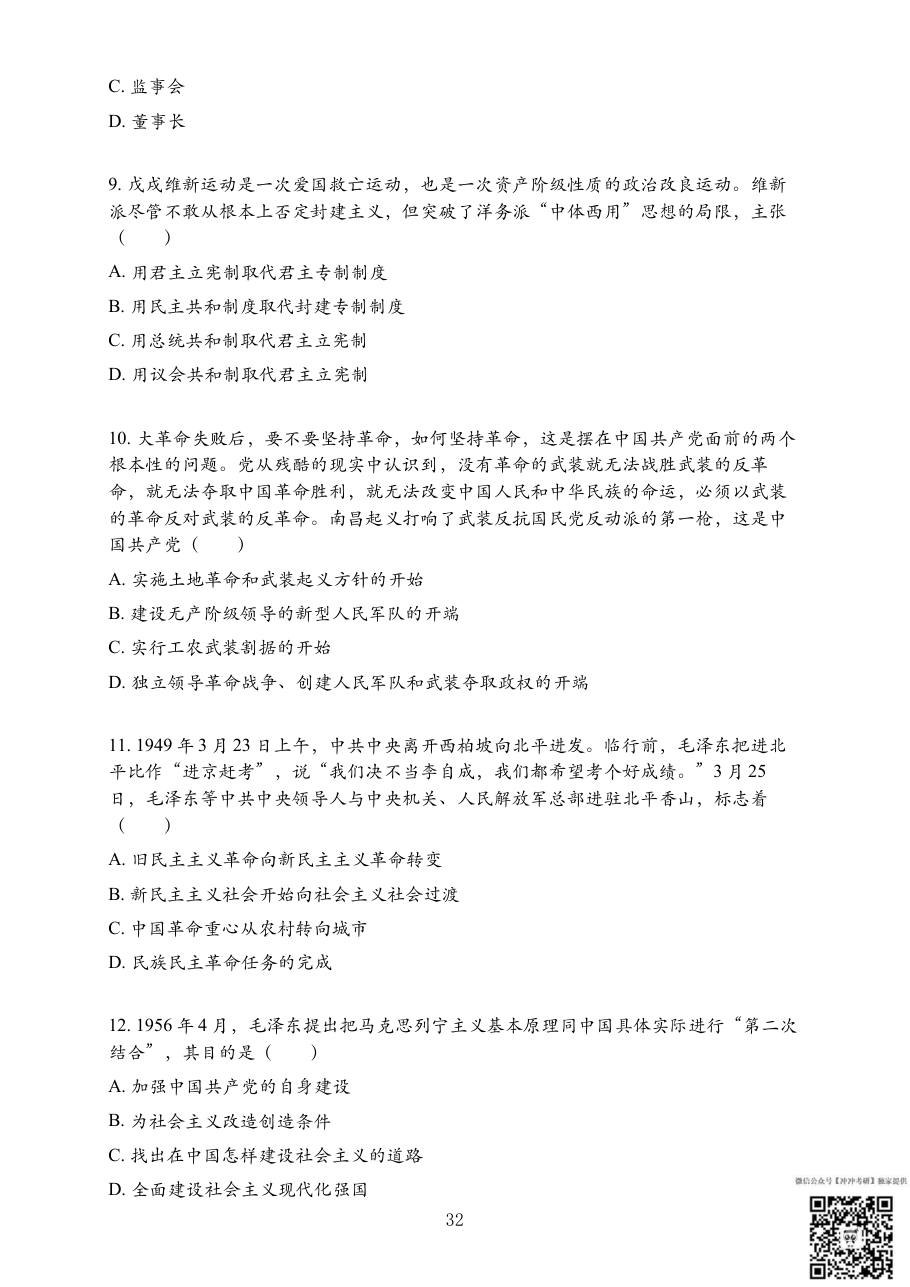 C. 监事会
D. 董事长
9. 戊戌维新运动是一次爱国救亡运动，也是一次资产阶级性质的政治改良运动。维新
派尽管不敢从根本上否定封建主义，但突破了洋务派“中体西用”思想的局限，主张
（　　）
A. 用君主立宪制取代君主专制制度
B. 用民主共和制度取代封建专制制度
C. 用总统共和制取代君主立宪制
D. 用议会共和制取代君主立宪制
10. 大革命失败后，要不要坚持革命，如何坚持革命，这是摆在中国共产党面前的两个
根本性的问题。党从残酷的现实中认识到，没有革命的武装就无法战胜武装的反革
命，就无法夺取中国革命胜利，就无法改变中国人民和中华民族的命运，必须以武装
的革命反对武装的反革命。南昌起义打响了武装反抗国民党反动派的第一枪，这是中
国共产党（　　）
A. 实施土地革命和武装起义方针的开始
B. 建设无产阶级领导的新型人民军队的开端
C. 实行工农武装割据的开始
D. 独立领导革命战争、创建人民军队和武装夺取政权的开端
11. 1949 年 3 月 23 日上午，中共中央离开西柏坡向北平进发。临行前，毛泽东把进北
平比作“进京赶考”，说“我们决不当李自成，我们都希望考个好成绩。”3 月 25
日，毛泽东等中共中央领导人与中央机关、人民解放军总部进驻北平香山，标志着
（　　）
A. 旧民主主义革命向新民主主义革命转变
B. 新民主主义社会开始向社会主义社会过渡
C. 中国革命重心从农村转向城市
D. 民族民主革命任务的完成
12. 1956 年 4 月，毛泽东提出把马克思列宁主义基本原理同中国具体实际进行“第二次
结合”，其目的是（　　）
A. 加强中国共产党的自身建设
B. 为社会主义改造创造条件
C. 找出在中国怎样建设社会主义的道路
D. 全面建设社会主义现代化强国
微信公众号【冲冲考研】独家提供
32